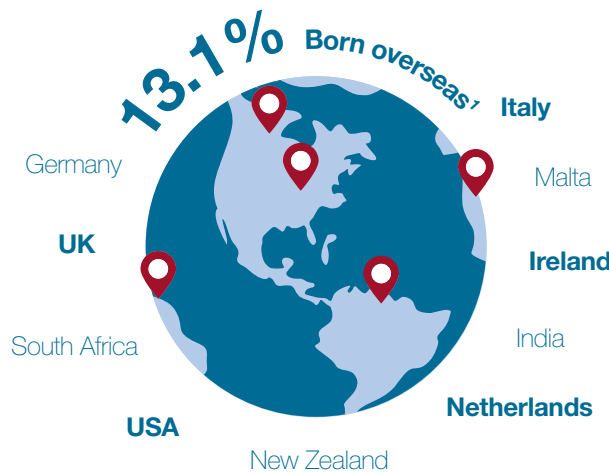 13.1%
Born overseas¹
Italy
Germany
Malta
UK
Ireland
South Africa
India
Netherlands
USA
New Zealand